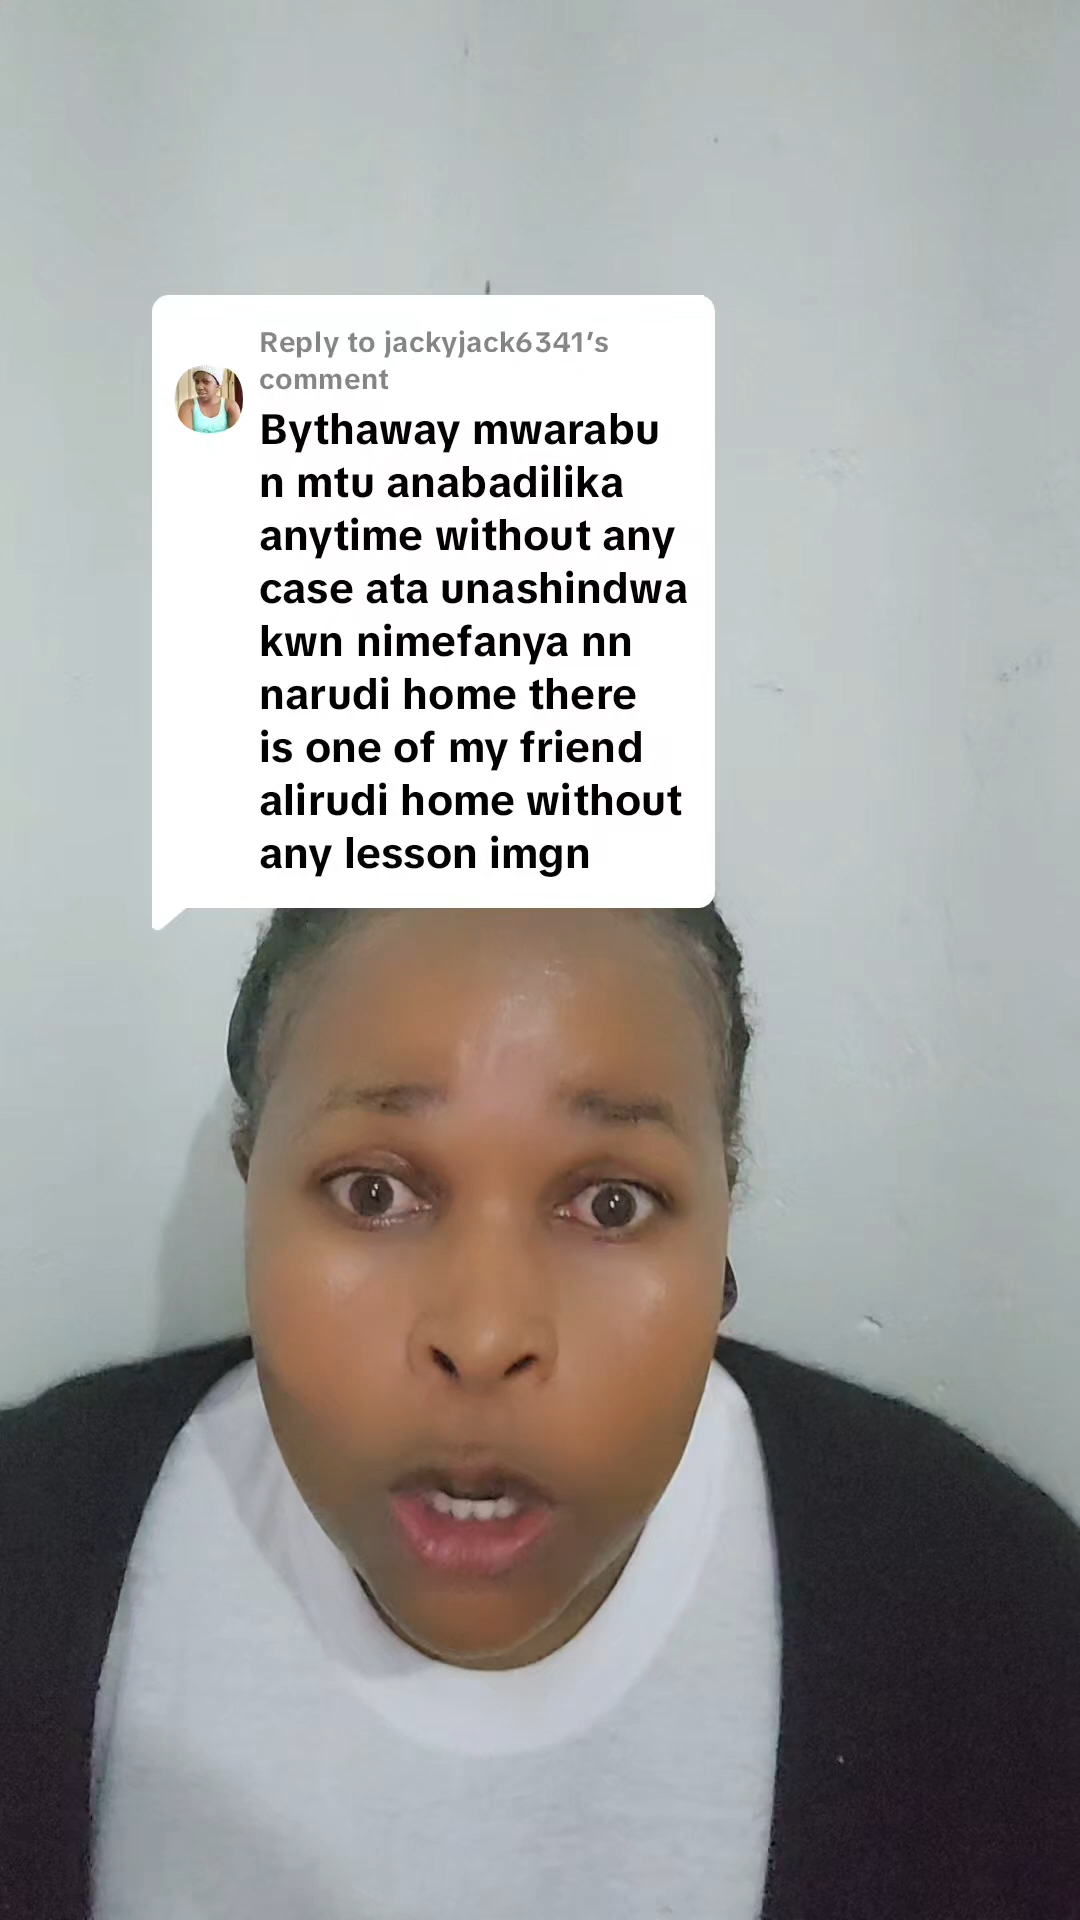 Reply to jackyjack6341's
comment
Bythaway mwarabu
n mtu anabadilika
anytime without any
case ata unashindwa
kwn nimefanya nn
narudi home there
is one of my friend
alirudi home without
any lesson imgn